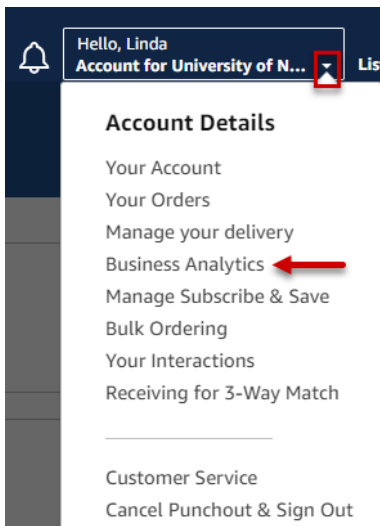 Hello, Linda
Account for University of N...
Lis
Account Details
Your Account
Your Orders
Manage your delivery
Business Analytics
Manage Subscribe & Save
Bulk Ordering
Your Interactions
Receiving for 3-Way Match
Customer Service
Cancel Punchout & Sign Out